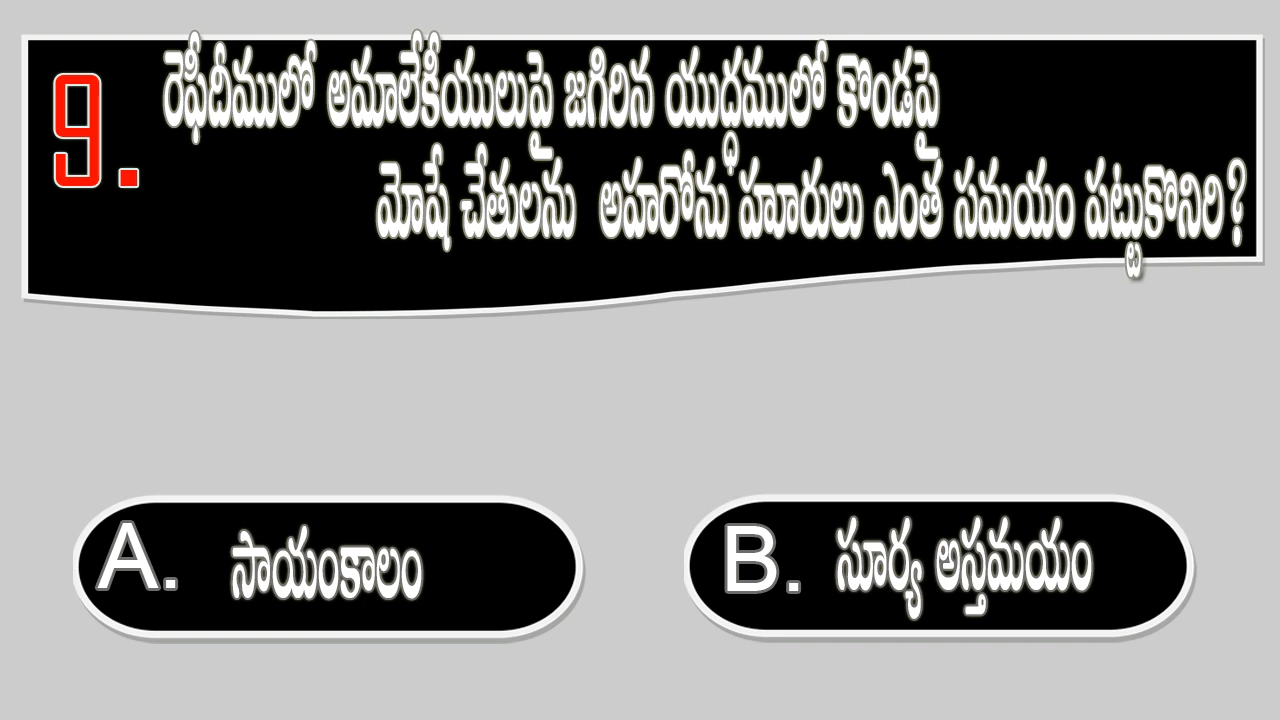 9. రెఫీదీములో అమాలేకీయులుపై జగిరిన యుద్ధములో కొండపై
మోషే చేతులను అహరోను హూరులు ఎంత సమయం పట్టుకొనిరి?
A. సాయంకాలం
B. సూర్య అస్తమయం